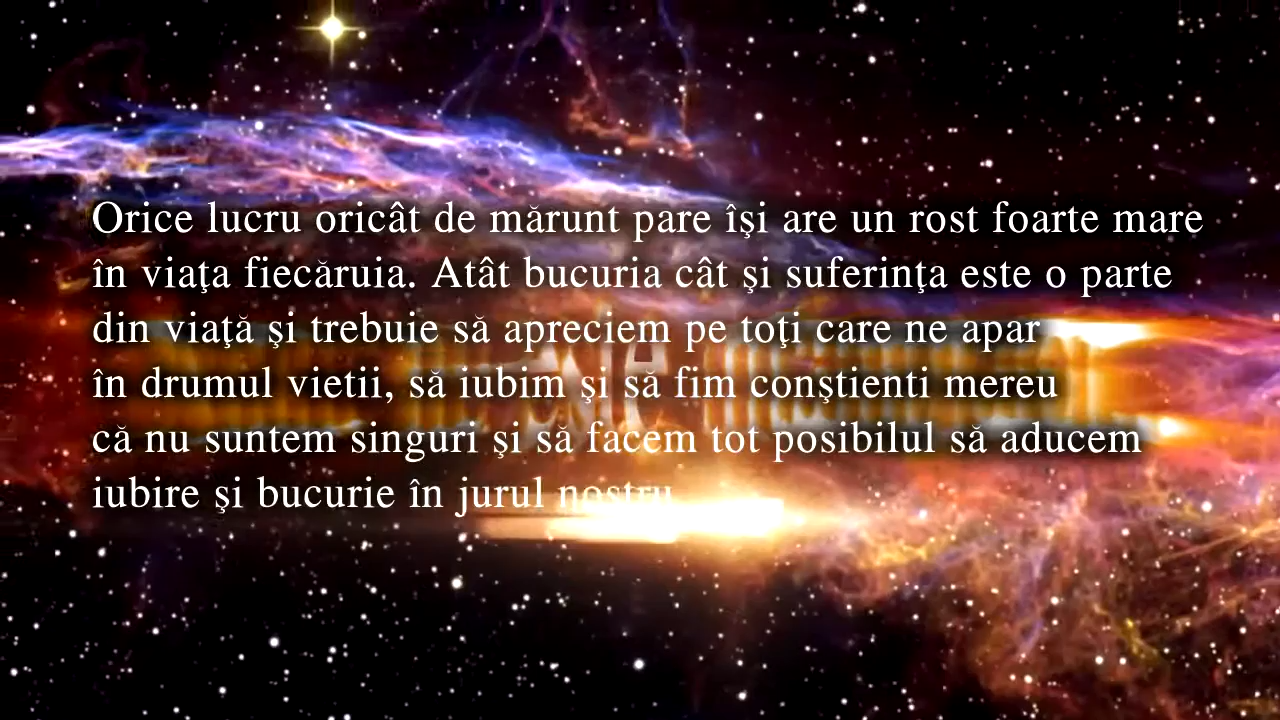 Orice lucru oricât de mărunt pare îşi are un rost foarte mare
în viaţa fiecăruia. Atât bucuria cât şi suferinţa este o parte
din viaţă şi trebuie să apreciem pe toţi care ne apar
în drumul vietii, să iubim şi să fim conştienti mereu
că nu suntem singuri şi să facem tot posibilul să aducem
iubire şi bucurie în jurul nostru